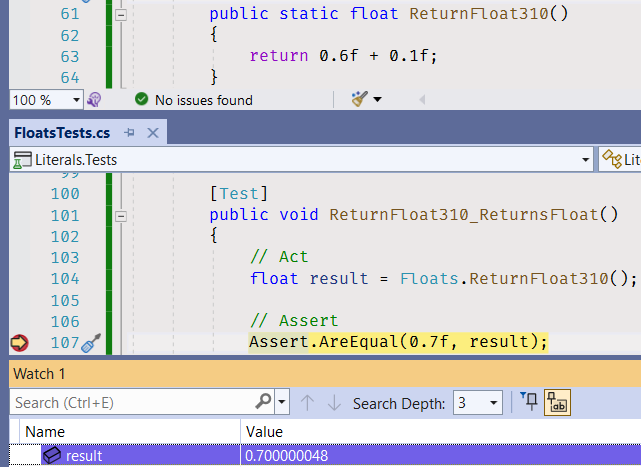 61 public static float ReturnFloat310()
62 {
63 return 0.6f + 0.1f;
64 }
100 % No issues found
FloatsTests.cs
Literals.Tests Lit
99
100 [Test]
101 public void ReturnFloat310_ReturnsFloat()
102 {
103 // Act
104 float result = Floats.ReturnFloat310();
105
106 // Assert
107 Assert.AreEqual(0.7f, result);
Watch 1
Search (Ctrl+E) Search Depth: 3
Name Value
result 0.700000048